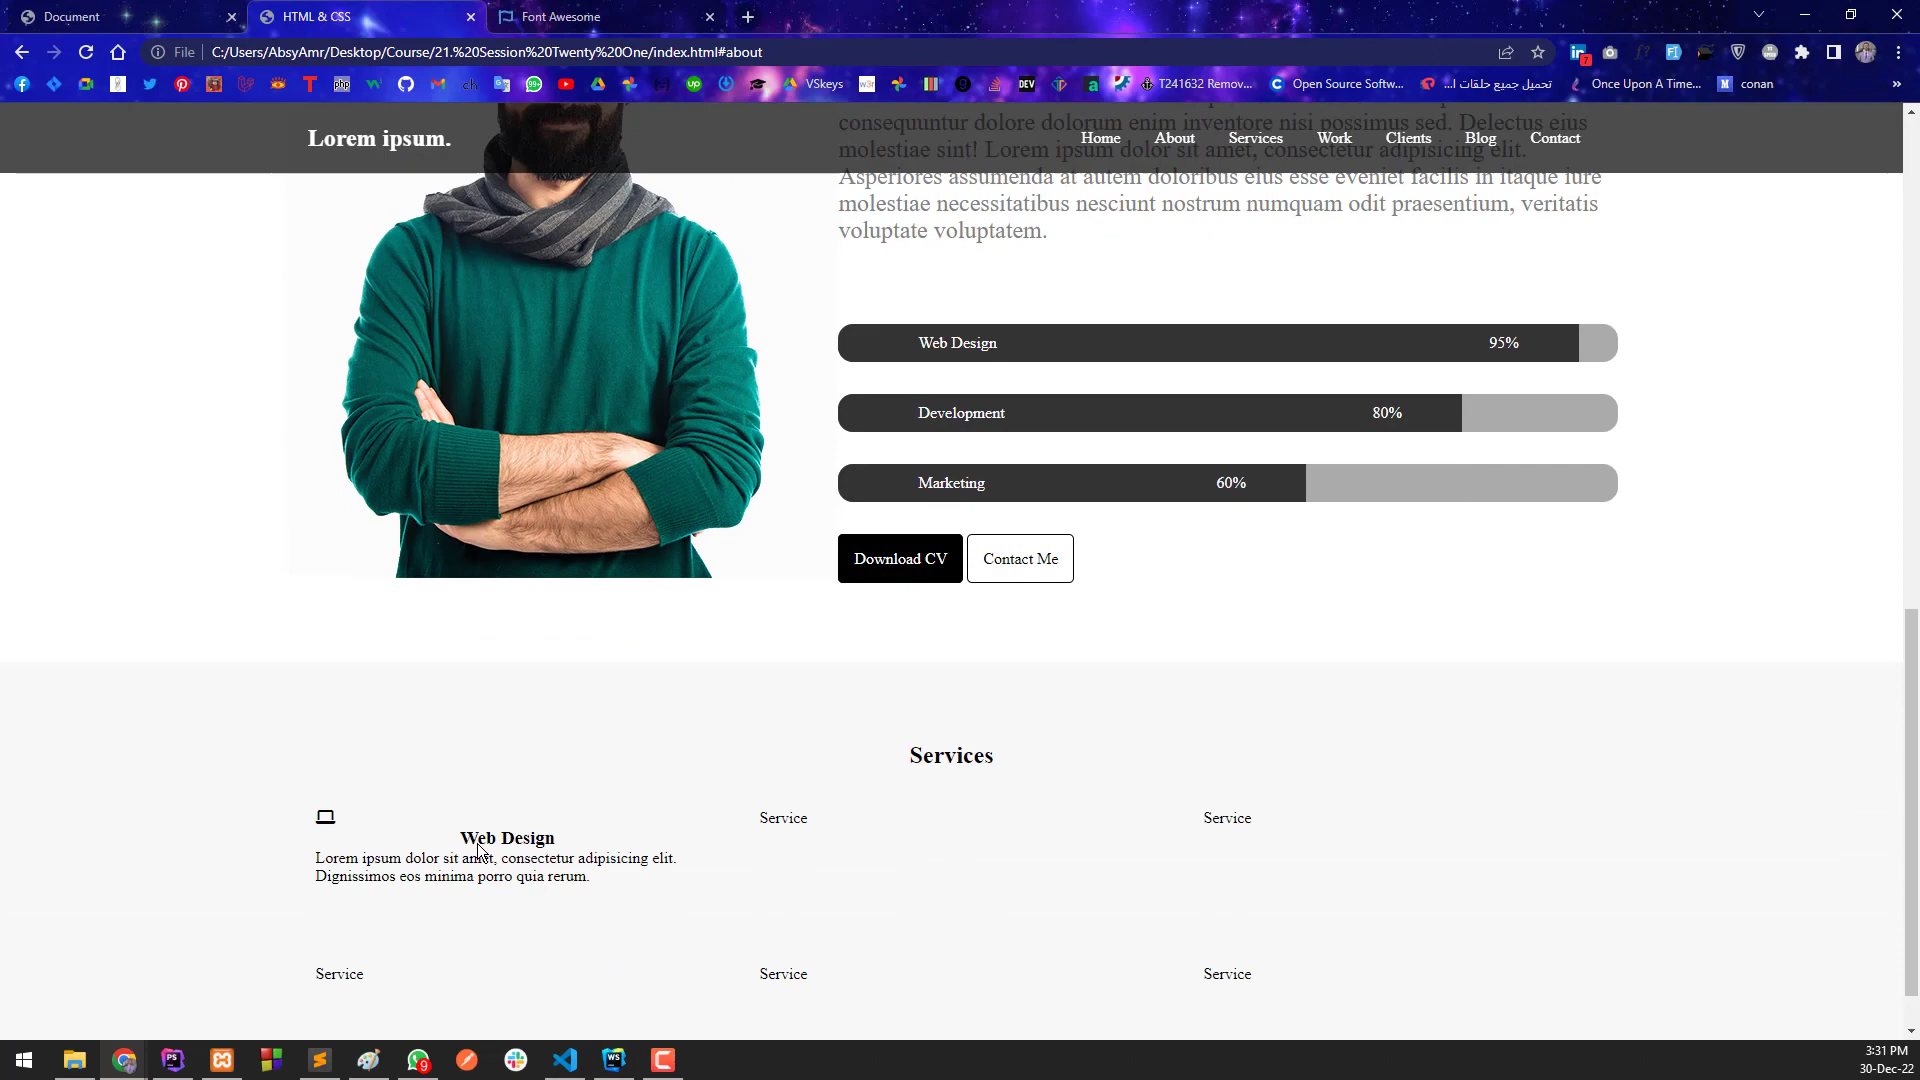 Document
HTML & CSS
Font Awesome
File
C:/Users/AbsyAmr/Desktop/Course/21.%20Session%20Twenty%20One/index.html#about
VSkeys
DEV
T241632 Remov...
Open Source Softw...
تحميل جميع حلقات ا...
Once Upon A Time...
conan
Lorem ipsum.
Home
About
Services
Work
Clients
Blog
Contact
consequuntur dolore dolorum enim inventore nisi possimus sed. Delectus eius
molestiae sint! Lorem ipsum dolor sit amet, consectetur adipisicing elit.
Asperiores assumenda at autem doloribus eius esse eveniet facilis in itaque iure
molestiae necessitatibus nesciunt nostrum numquam odit praesentium, veritatis
voluptate voluptatem.
Web Design 95%
Development 80%
Marketing 60%
Download CV
Contact Me
Services
Web Design
Lorem ipsum dolor sit amet, consectetur adipisicing elit.
Dignissimos eos minima porro quia rerum.
Service
Service
Service
Service
Service
3:31 PM
30-Dec-22